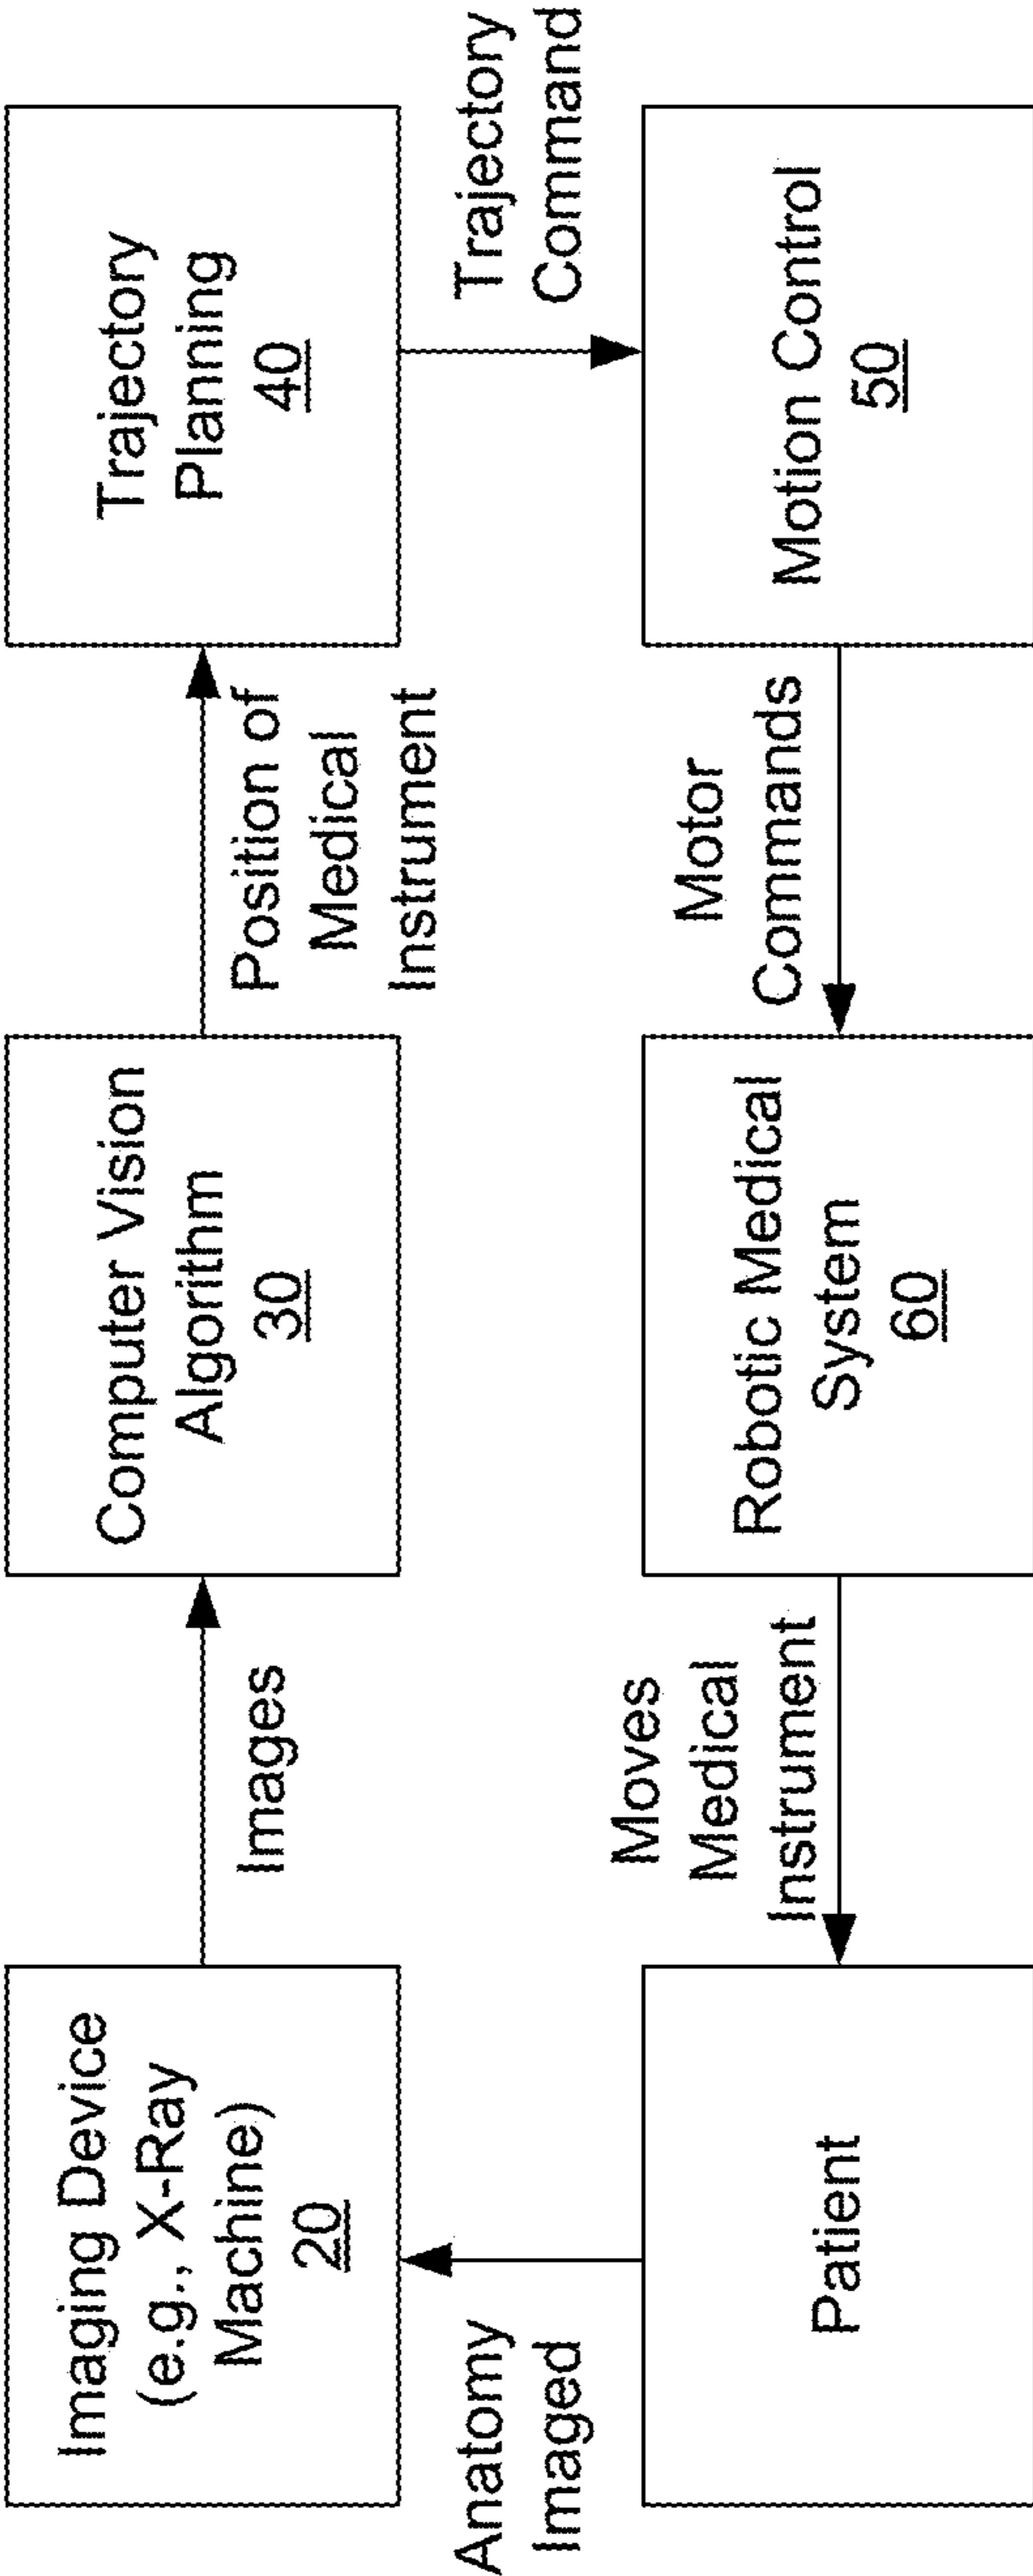 Imaging Device
(e.g., X-Ray
Machine)
20
Images
Computer Vision
Algorithm
30
Position of
Medical
Instrument
Trajectory
Planning
40
Anatomy
Imaged
Trajectory
Command
Patient
Moves
Medical
Instrument
Robotic Medical
System
60
Motor
Commands
Motion Control
50